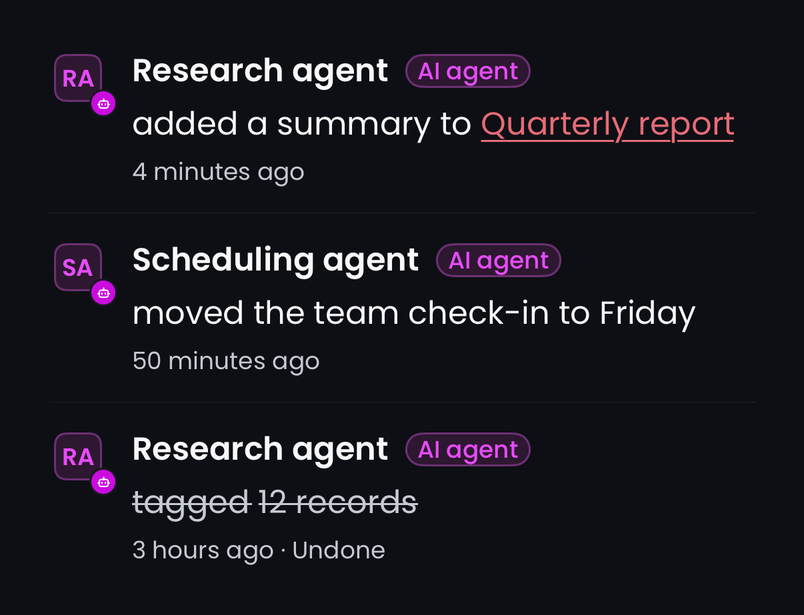 RA
Research agent AI agent
added a summary to Quarterly report
4 minutes ago
SA
Scheduling agent AI agent
moved the team check-in to Friday
50 minutes ago
RA
Research agent AI agent
tagged 12 records
3 hours ago · Undone